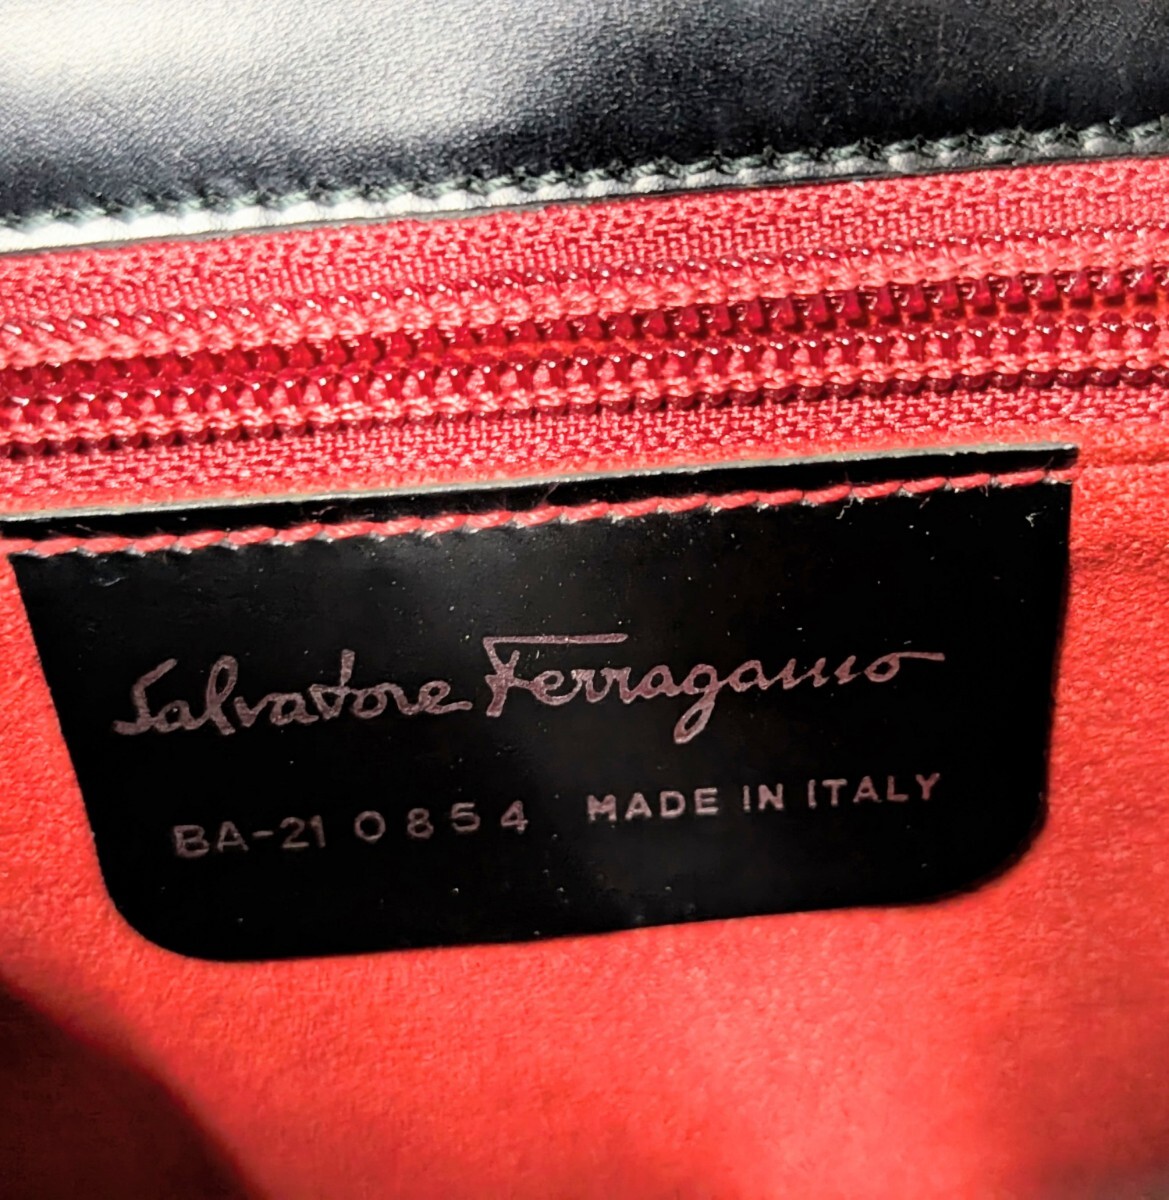 Salvatore Ferragamo
BA-21 0854 MADE IN ITALY